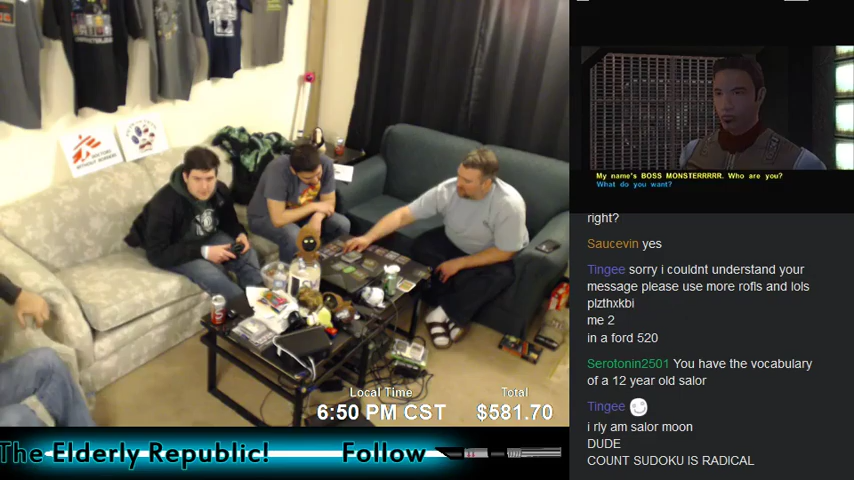 My name's BOSS MONSTERRRRR. Who are you?
What do you want?
right?
Saucevin yes
Tingee sorry i couldnt understand your
message please use more rofls and lols
plzthxkbi
me 2
in a ford 520
Serotonin2501 You have the vocabulary
of a 12 year old salor
Tingee
i rly am salor moon
DUDE
COUNT SUDOKU IS RADICAL
Local Time
6:50 PM CST
Total
$581.70
The Elderly Republic!
Follow